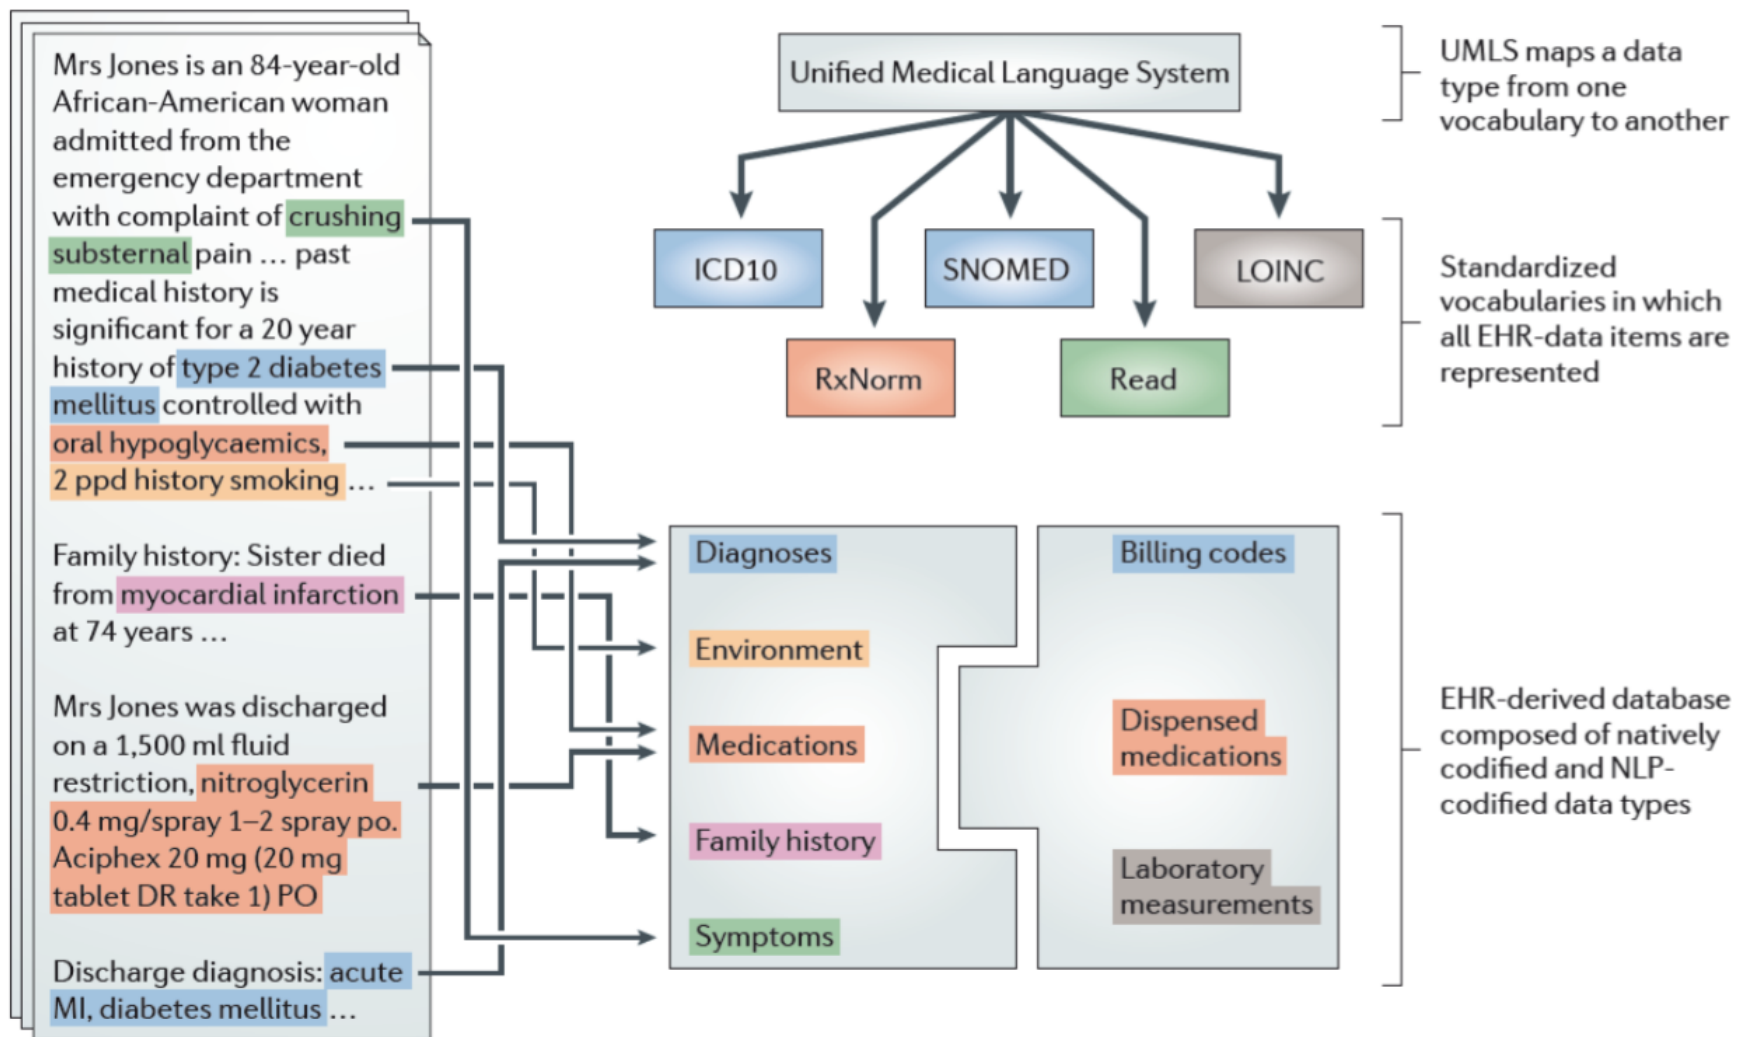 Mrs Jones is an 84-year-old
African-American woman
admitted from the
emergency department
with complaint of crushing
substernal pain … past
medical history is
significant for a 20 year
history of type 2 diabetes
mellitus controlled with
oral hypoglycaemics,
2 ppd history smoking …
Family history: Sister died
from myocardial infarction
at 74 years …
Mrs Jones was discharged
on a 1,500 ml fluid
restriction, nitroglycerin
0.4 mg/spray 1–2 spray po.
Aciphex 20 mg (20 mg
tablet DR take 1) PO
Discharge diagnosis: acute
MI, diabetes mellitus …
Unified Medical Language System
UMLS maps a data
type from one
vocabulary to another
ICD10
SNOMED
LOINC
RxNorm
Read
Standardized
vocabularies in which
all EHR-data items are
represented
Diagnoses
Environment
Medications
Family history
Symptoms
Billing codes
Dispensed
medications
Laboratory
measurements
EHR-derived database
composed of natively
codified and NLP-
codified data types